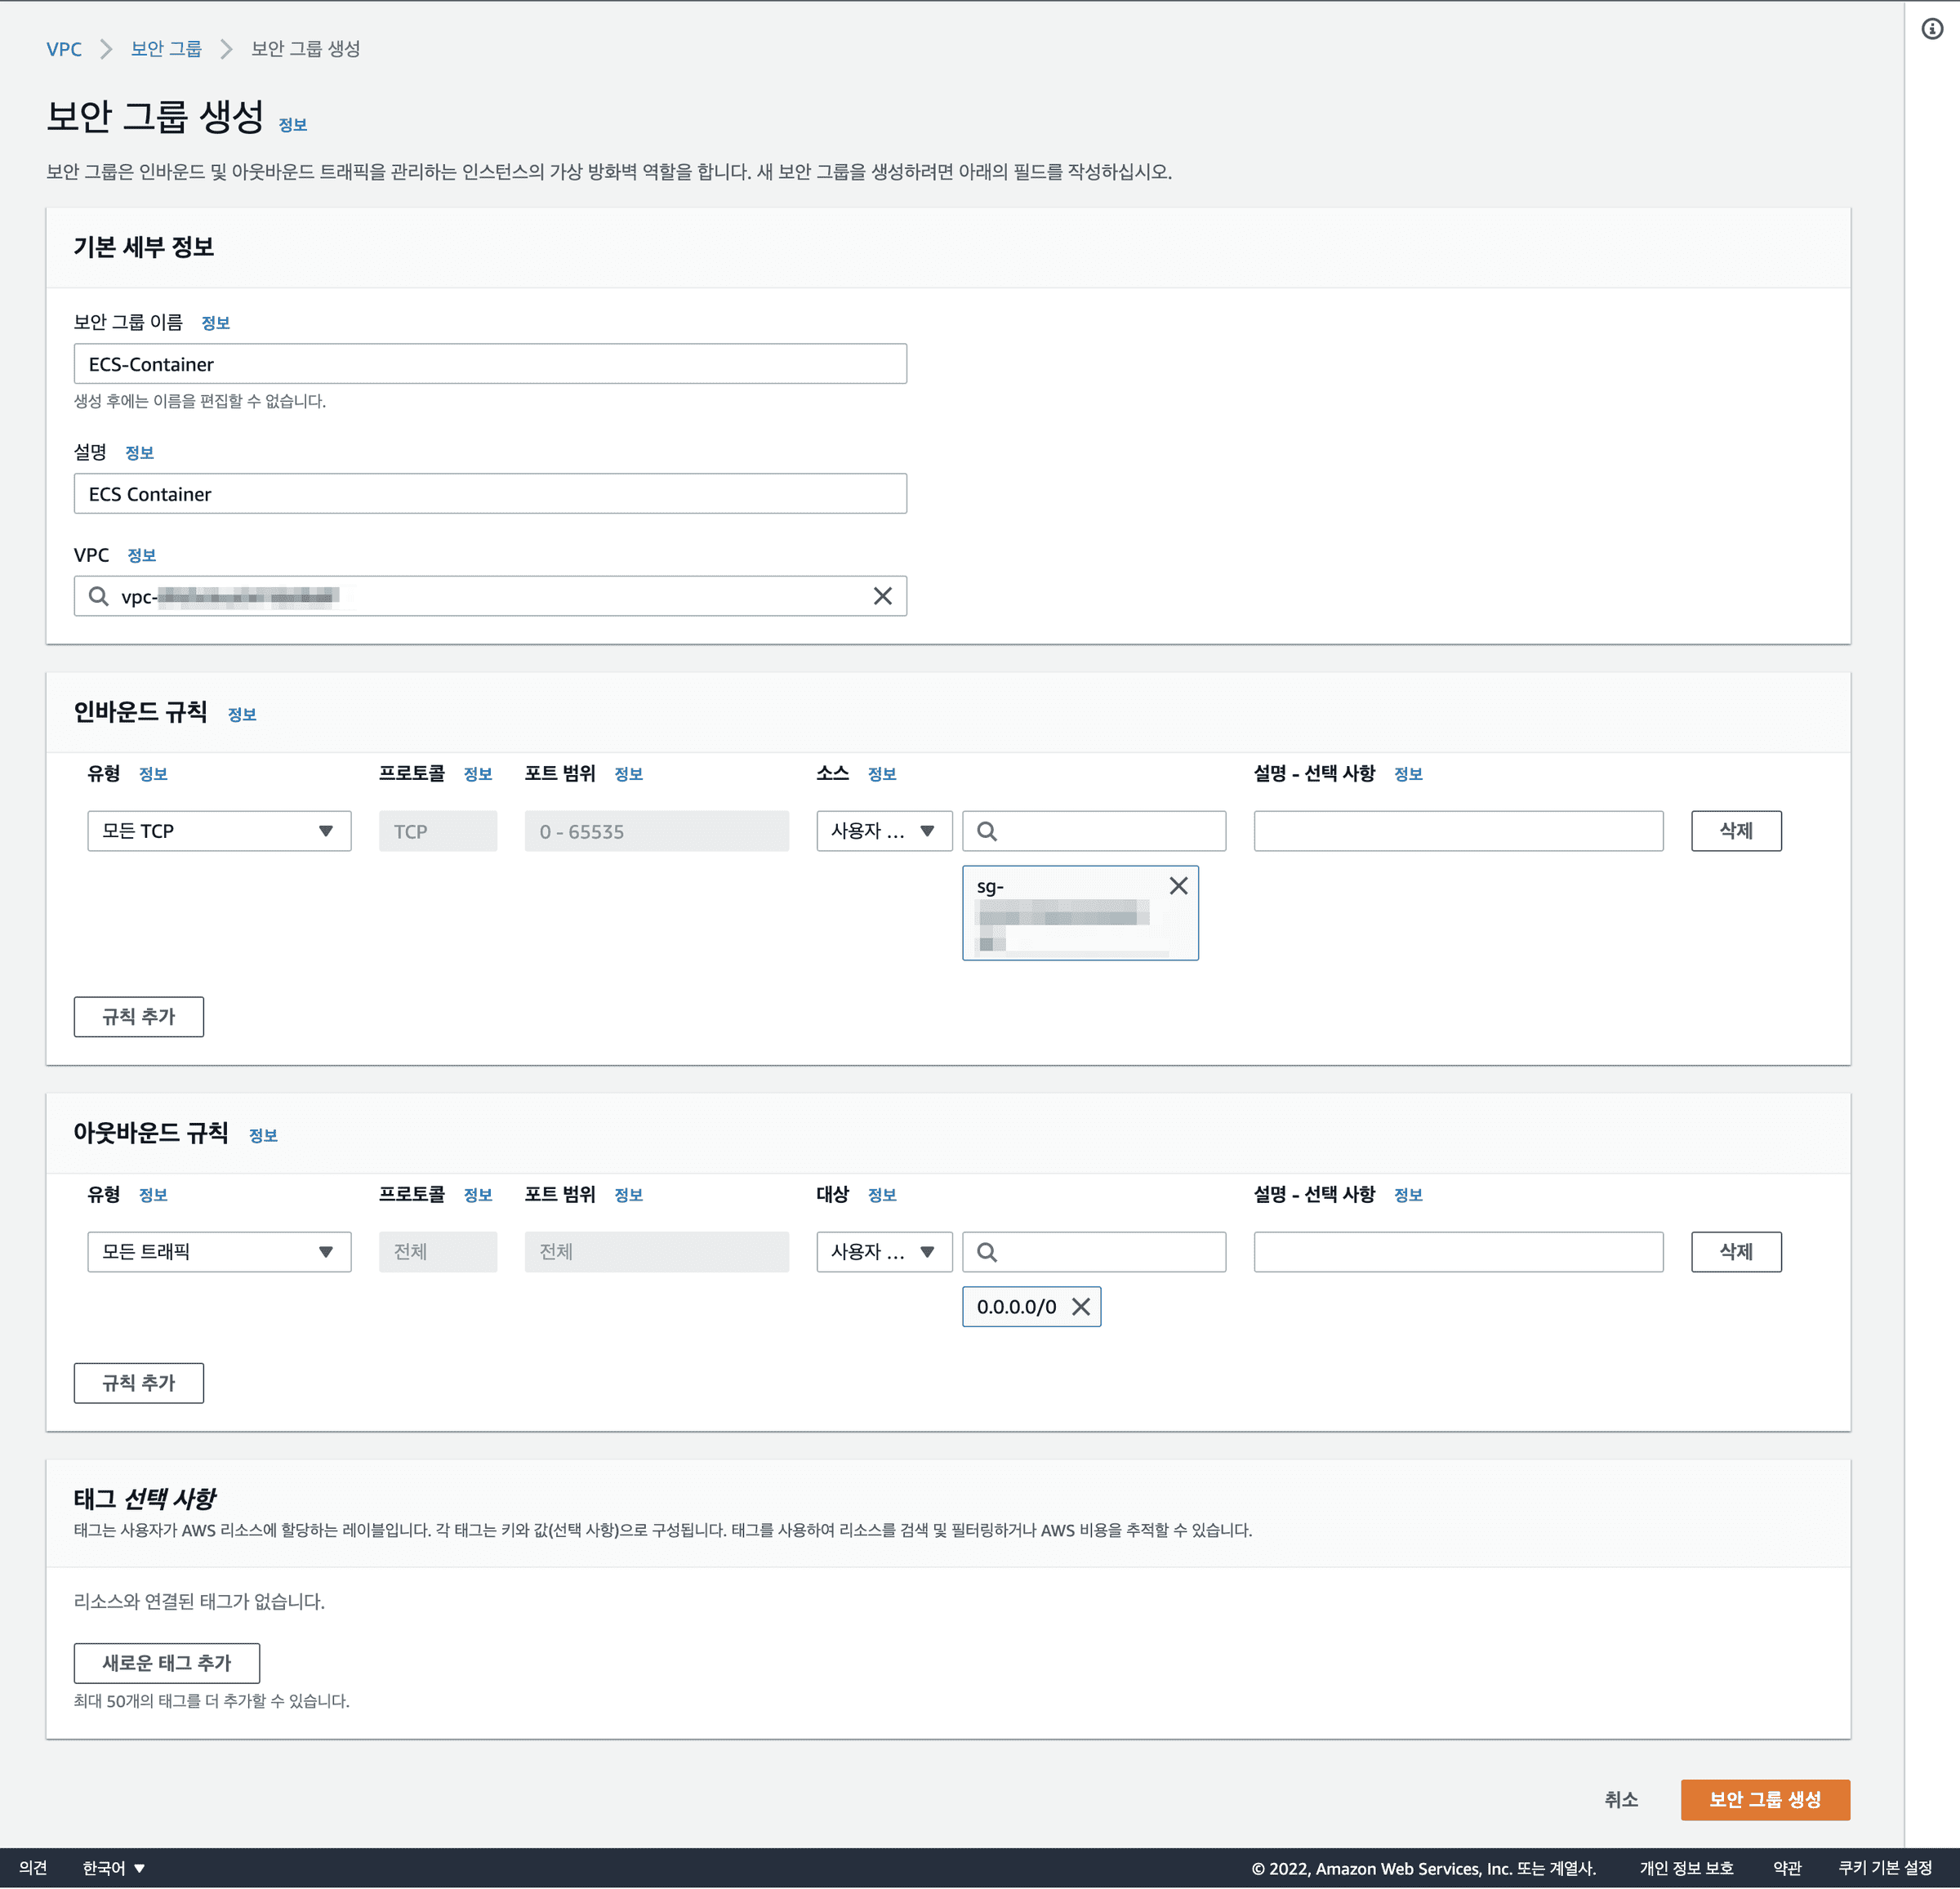 VPC > 보안 그룹 > 보안 그룹 생성
보안 그룹 생성 정보
보안 그룹은 인바운드 및 아웃바운드 트래픽을 관리하는 인스턴스의 가상 방화벽 역할을 합니다. 새 보안 그룹을 생성하려면 아래의 필드를 작성하십시오.
기본 세부 정보
보안 그룹 이름 정보
ECS-Container
생성 후에는 이름을 편집할 수 없습니다.
설명 정보
ECS Container
VPC 정보
vpc-
인바운드 규칙 정보
유형 정보 프로토콜 정보 포트 범위 정보 소스 정보 설명 - 선택 사항 정보
모든 TCP TCP 0 - 65535 사용자 ... 삭제
sg-
규칙 추가
아웃바운드 규칙 정보
유형 정보 프로토콜 정보 포트 범위 정보 대상 정보 설명 - 선택 사항 정보
모든 트래픽 전체 전체 사용자 ... 삭제
0.0.0.0/0
규칙 추가
태그 선택 사항
태그는 사용자가 AWS 리소스에 할당하는 레이블입니다. 각 태그는 키와 값(선택 사항)으로 구성됩니다. 태그를 사용하여 리소스를 검색 및 필터링하거나 AWS 비용을 추적할 수 있습니다.
리소스와 연결된 태그가 없습니다.
새로운 태그 추가
최대 50개의 태그를 더 추가할 수 있습니다.
취소 보안 그룹 생성
의견 한국어 © 2022, Amazon Web Services, Inc. 또는 계열사. 개인 정보 보호 약관 쿠키 기본 설정